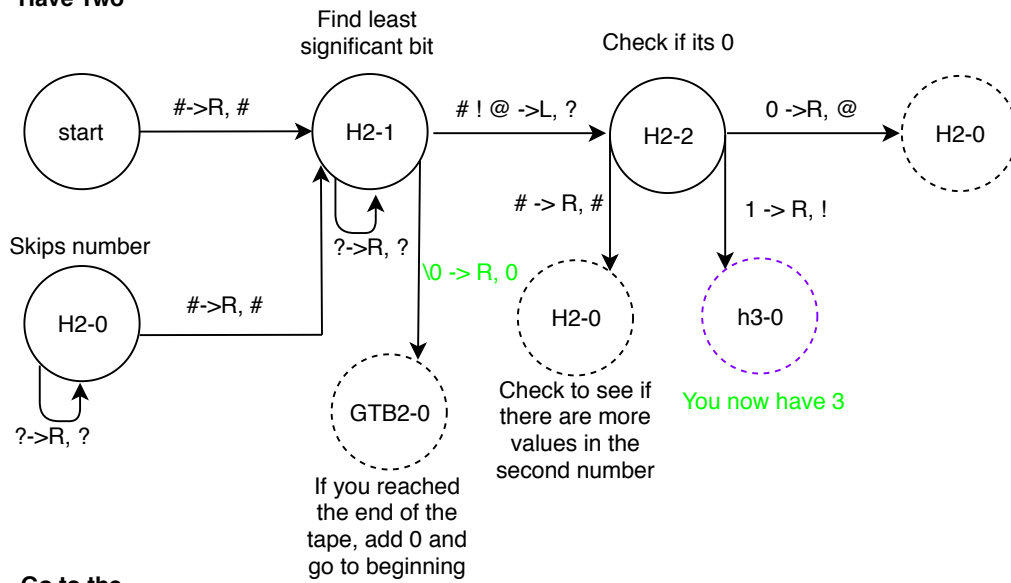 Have Two
Find least
significant bit
Check if its 0
start
#->R, #
H2-1
# ! @ ->L, ?
H2-2
0 ->R, @
H2-0
# -> R, #
1 -> R, !
Skips number
?->R, ?
\0 -> R, 0
H2-0
#->R, #
H2-0
h3-0
?->R, ?
GTB2-0
Check to see if
there are more
values in the
second number
You now have 3
If you reached
the end of the
tape, add 0 and
go to beginning
Go to the